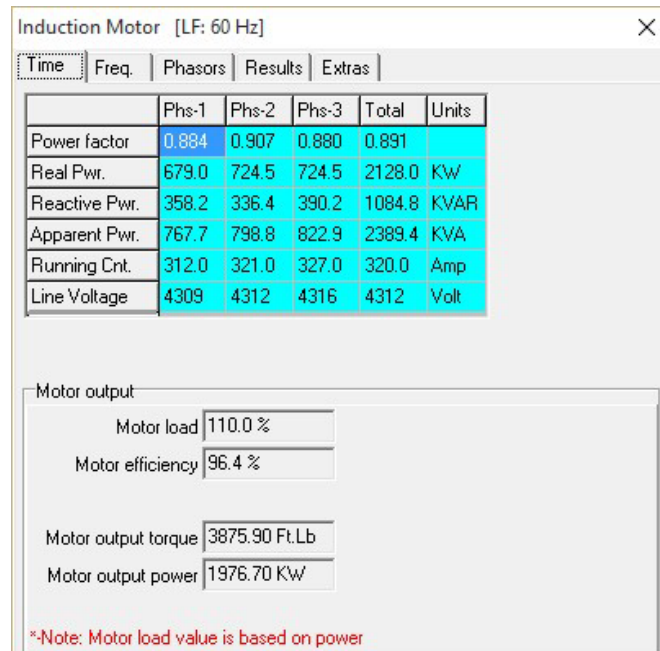 Induction Motor [LF: 60 Hz]
Time Freq. Phasors Results Extras
Phs-1 Phs-2 Phs-3 Total Units
Power factor 0.884 0.907 0.880 0.891
Real Pwr. 679.0 724.5 724.5 2128.0 KW
Reactive Pwr. 358.2 336.4 390.2 1084.8 KVAR
Apparent Pwr. 767.7 798.8 822.9 2389.4 KVA
Running Cnt. 312.0 321.0 327.0 320.0 Amp
Line Voltage 4309 4312 4316 4312 Volt
Motor output
Motor load 110.0 %
Motor efficiency 96.4 %
Motor output torque 3875.90 Ft.Lb
Motor output power 1976.70 KW
*-Note: Motor load value is based on power